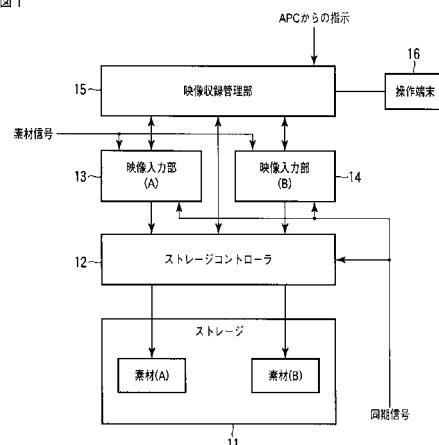 図1
APCからの指示
16
15
映像収録管理部
操作端末
素材信号
映像入力部
(A)
映像入力部
(B)
13
14
12
ストレージコントローラ
ストレージ
素材(A)
素材(B)
同期信号
11